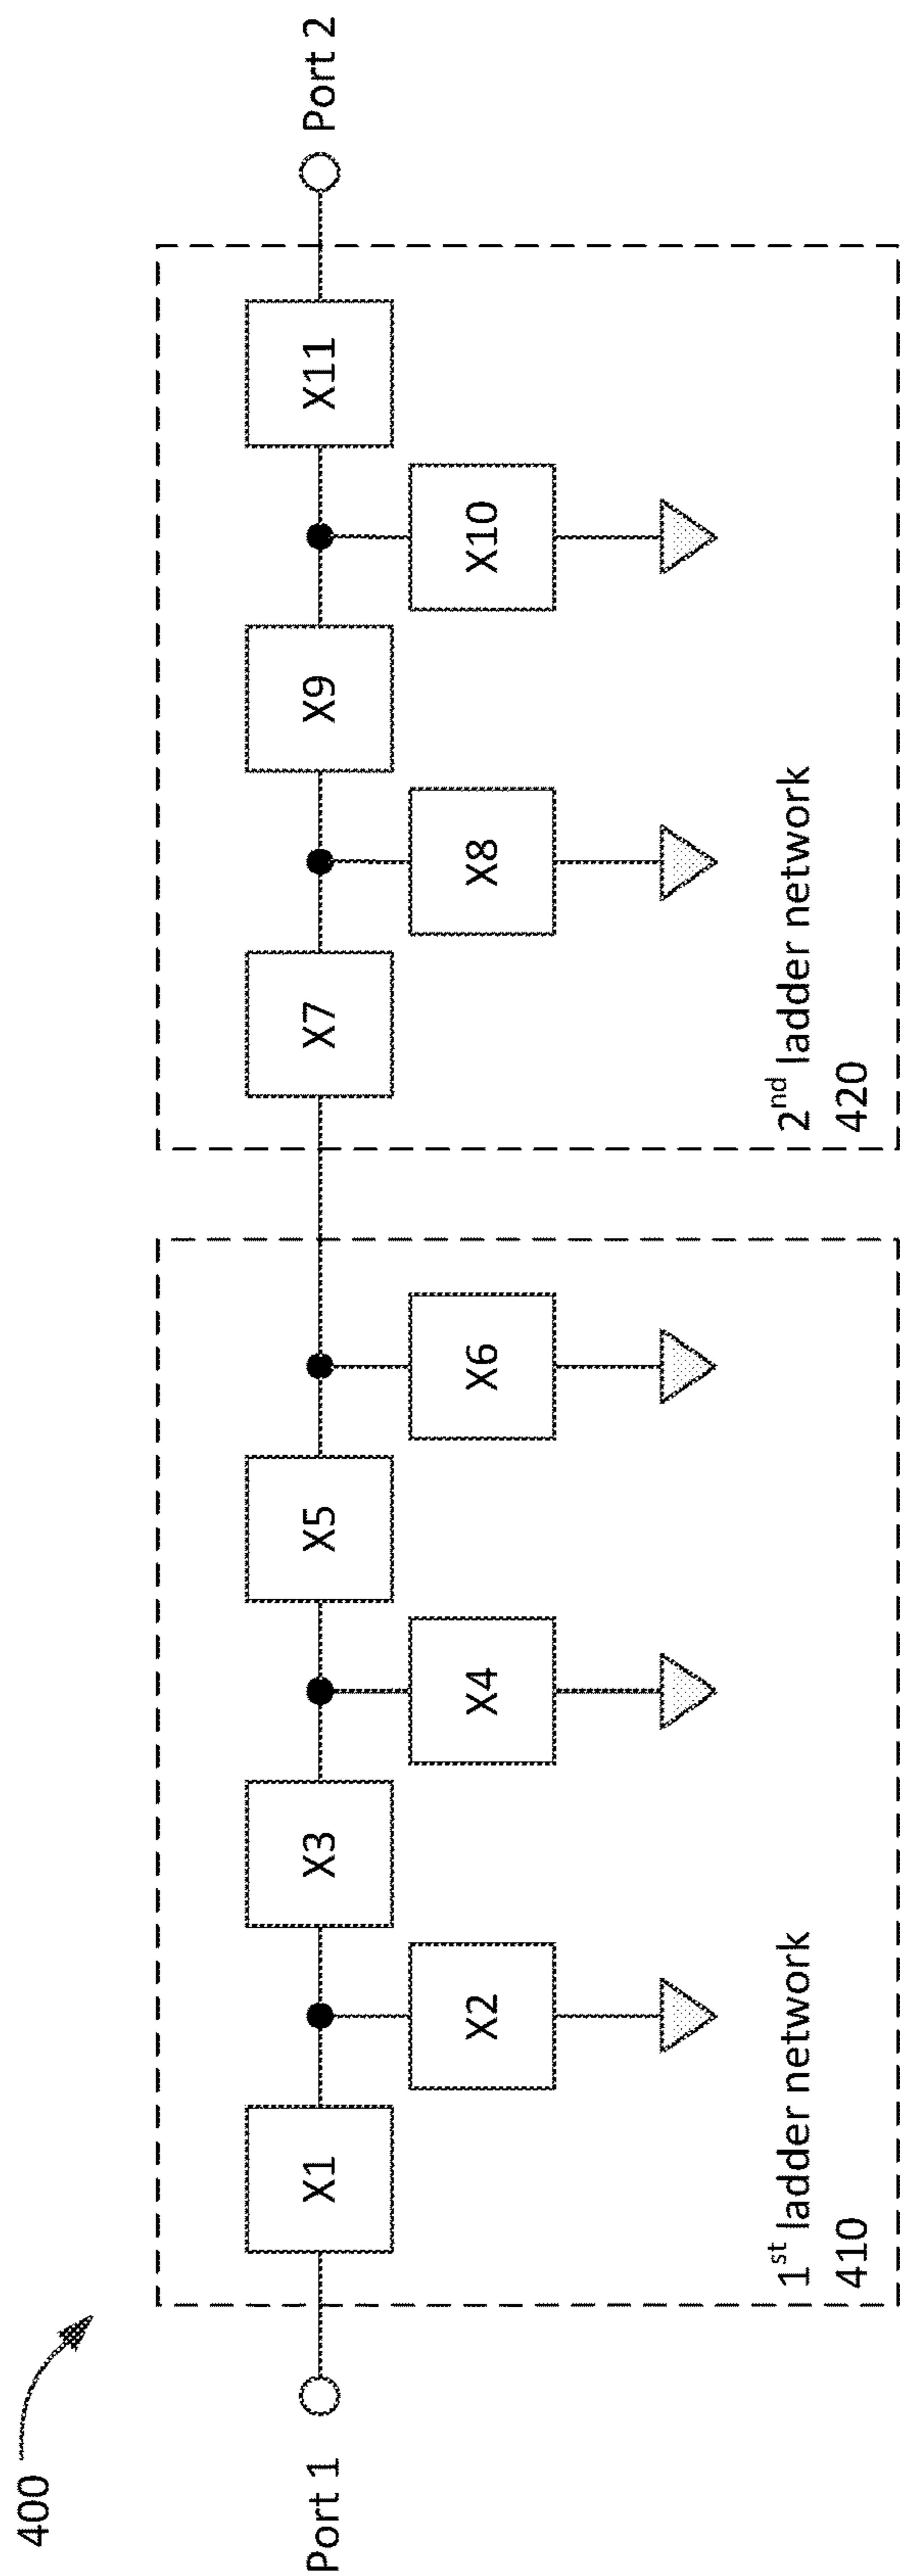 400
Port 1
X1
X3
X5
X7
X9
X11
Port 2
X2
X4
X6
X8
X10
1st ladder network
410
2nd ladder network
420